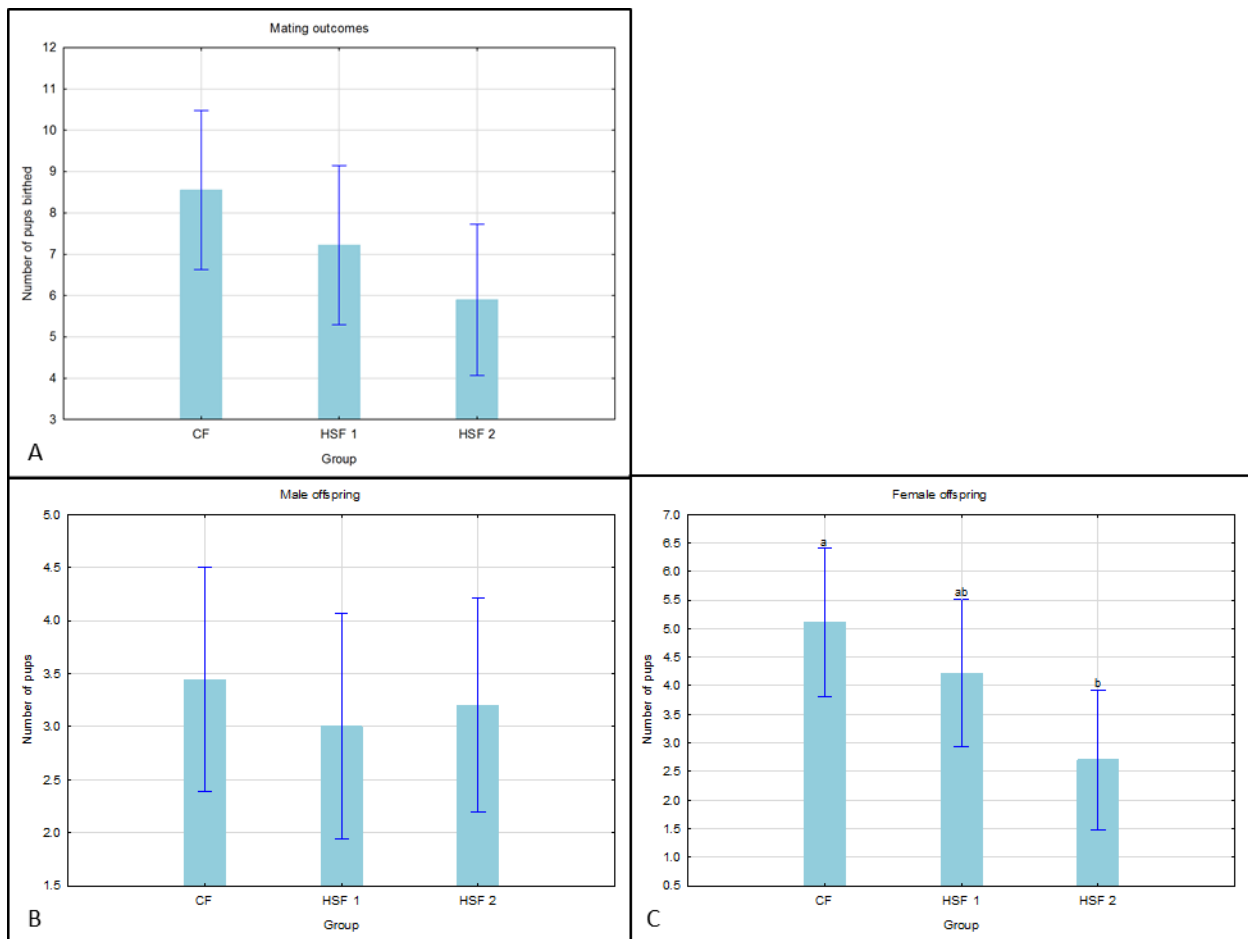 Mating outcomes
12
11
10
9
8
7
6
5
4
3
Number of pups birthed
CF HSF 1 HSF 2
Group
A
Male offspring
5.0
4.5
4.0
3.5
3.0
2.5
2.0
1.5
Number of pups
CF HSF 1 HSF 2
Group
B
Female offspring
7.0
6.5
6.0
5.5
5.0
4.5
4.0
3.5
3.0
2.5
2.0
1.5
1.0
0.5
Number of pups
a
ab
b
CF HSF 1 HSF 2
Group
C